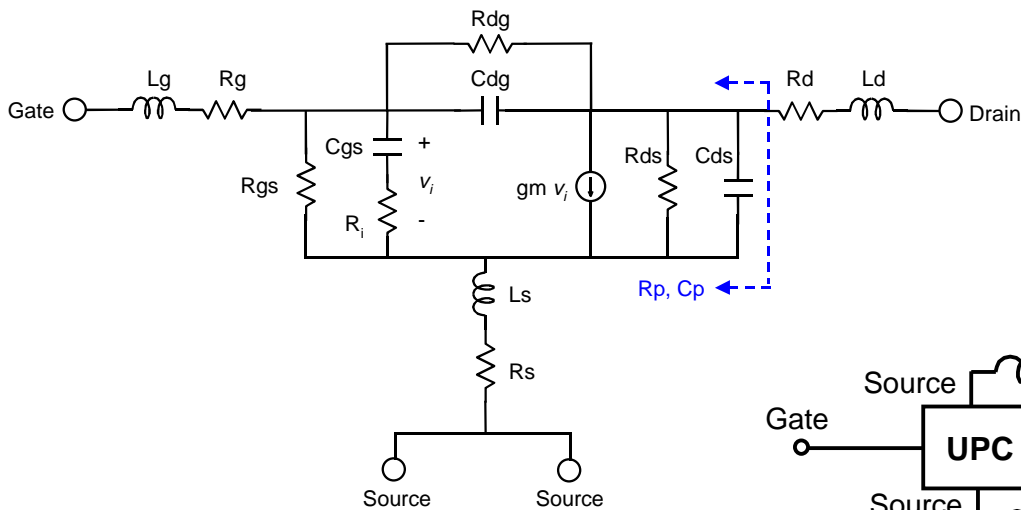 Rdg
Lg
Rg
Cdg
Rd
Ld
Gate
Drain
Cgs
+
Rds
Cds
Rgs
vi
gm vi
Ri
-
Ls
Rp, Cp
Rs
Source
Gate
UPC
Source
Source
Source